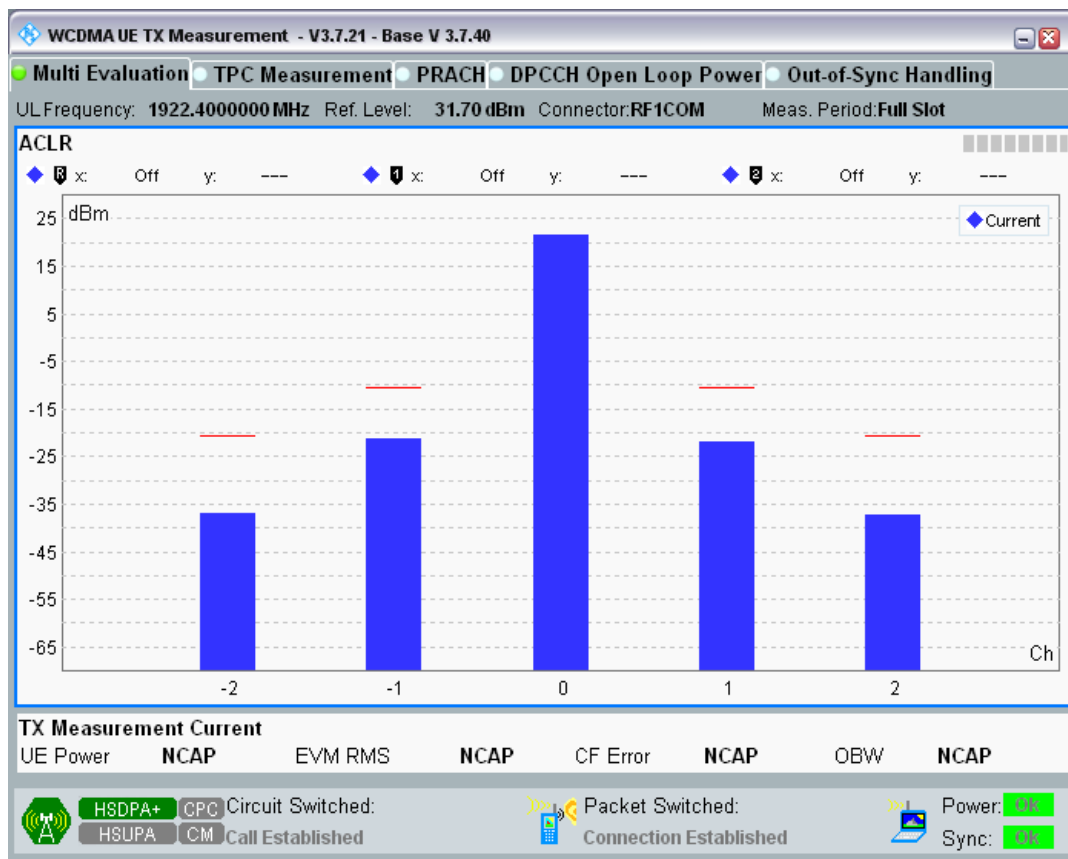 WCDMA UE TX Measurement - V3.7.21 - Base V 3.7.40
Multi Evaluation TPC Measurement PRACH DPCCH Open Loop Power Out-of-Sync Handling
UL Frequency: 1922.4000000 MHz Ref. Level: 31.70 dBm Connector:RF1COM Meas. Period:Full Slot
ACLR
R x: Off y: --- 1 x: Off y: --- 2 x: Off y: ---
dBm
Current
25
15
5
-5
-15
-25
-35
-45
-55
-65
Ch
-2 -1 0 1 2
TX Measurement Current
UE Power NCAP EVM RMS NCAP CF Error NCAP OBW NCAP
HSDPA+ CPC Circuit Switched: Packet Switched: Power: OK
HSUPA CM Call Established Connection Established Sync: OK